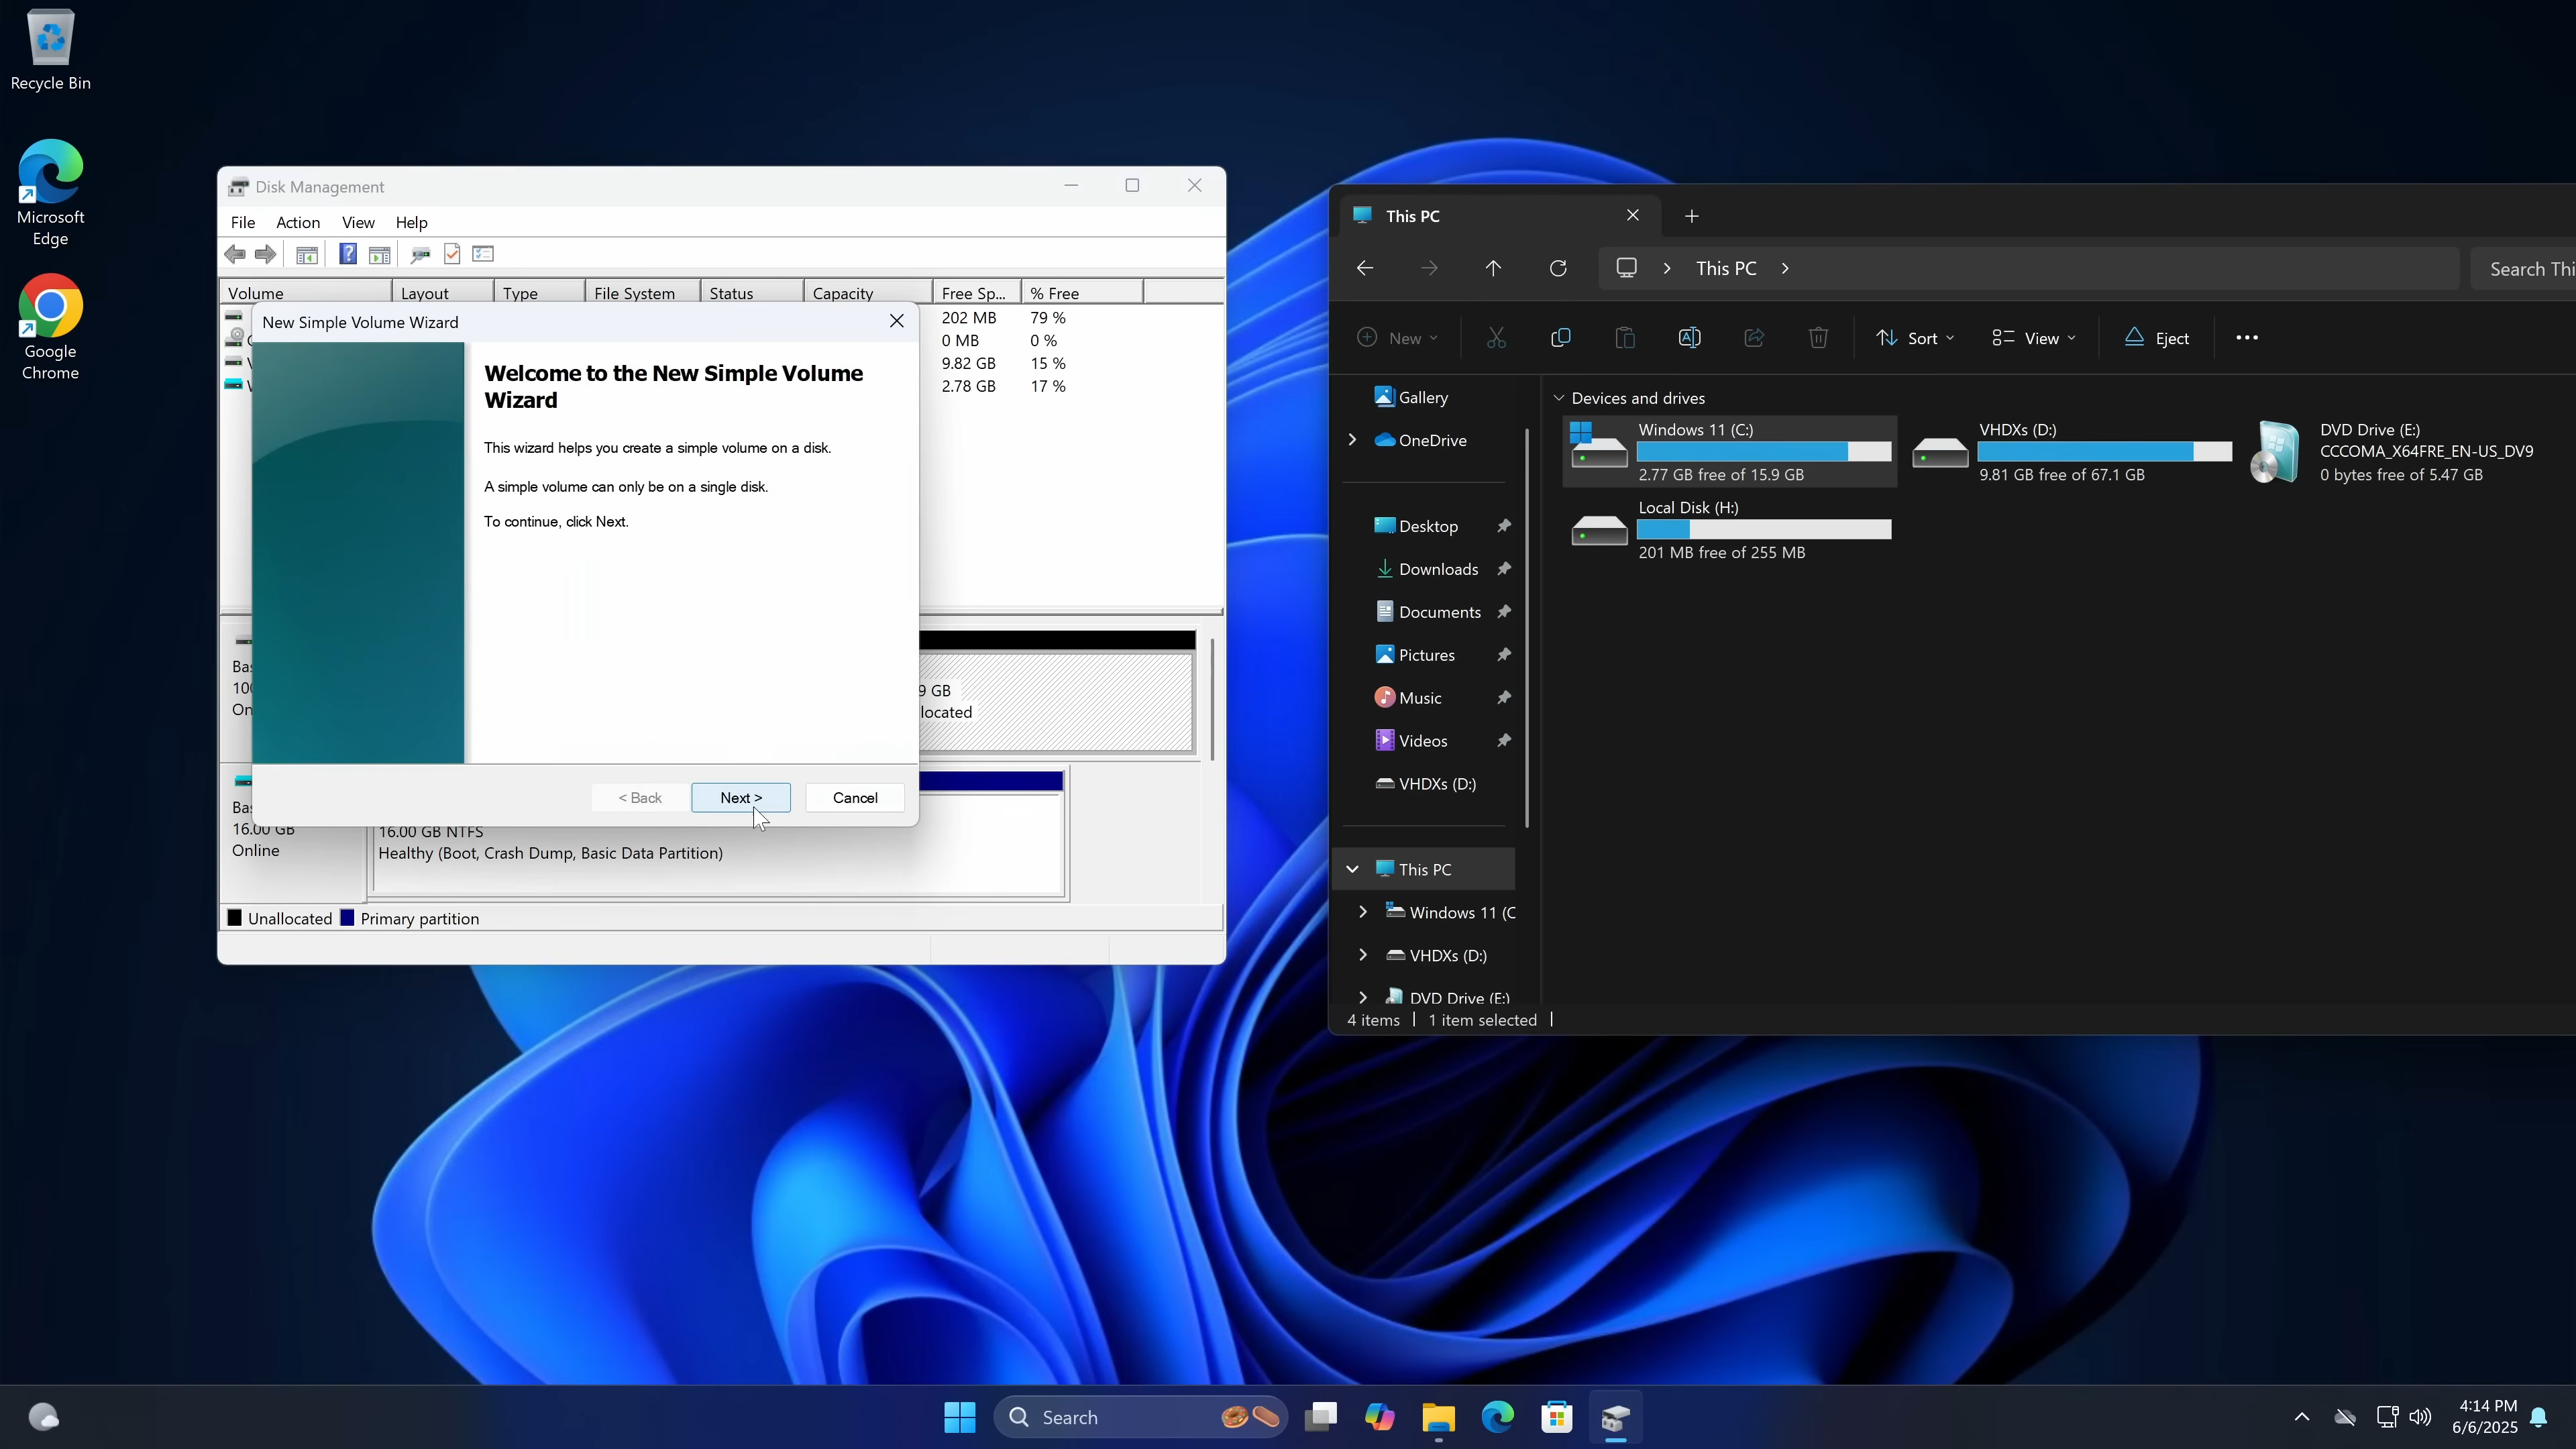 Recycle Bin
Microsoft
Edge
Google
Chrome
Disk Management
File Action View Help
Volume Layout Type File System Status Capacity Free Sp... % Free
202 MB 79 %
0 MB 0 %
9.82 GB 15 %
2.78 GB 17 %
New Simple Volume Wizard
Welcome to the New Simple Volume
Wizard
This wizard helps you create a simple volume on a disk.
A simple volume can only be on a single disk.
To continue, click Next.
< Back Next > Cancel
Bas
100
On
9 GB
located
Bas
16.00 GB
Online
16.00 GB NTFS
Healthy (Boot, Crash Dump, Basic Data Partition)
Unallocated Primary partition
This PC
This PC
Search Thi
New Sort View Eject
Gallery
OneDrive
Desktop
Downloads
Documents
Pictures
Music
Videos
VHDXs (D:)
This PC
Windows 11 (C
VHDXs (D:)
DVD Drive (E:)
Devices and drives
Windows 11 (C:)
2.77 GB free of 15.9 GB
VHDXs (D:)
9.81 GB free of 67.1 GB
DVD Drive (E:)
CCCOMA_X64FRE_EN-US_DV9
0 bytes free of 5.47 GB
Local Disk (H:)
201 MB free of 255 MB
4 items 1 item selected
Search
4:14 PM
6/6/2025